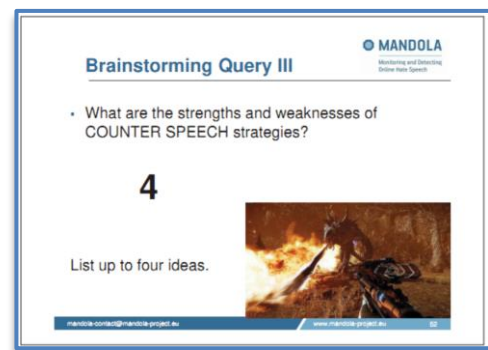 MANDOLA
Monitoring and Detecting
Online Hate Speech
Brainstorming Query III
• What are the strengths and weaknesses of
COUNTER SPEECH strategies?
4
List up to four ideas.
mandola-contact@mandola-project.eu
www.mandola-project.eu
52